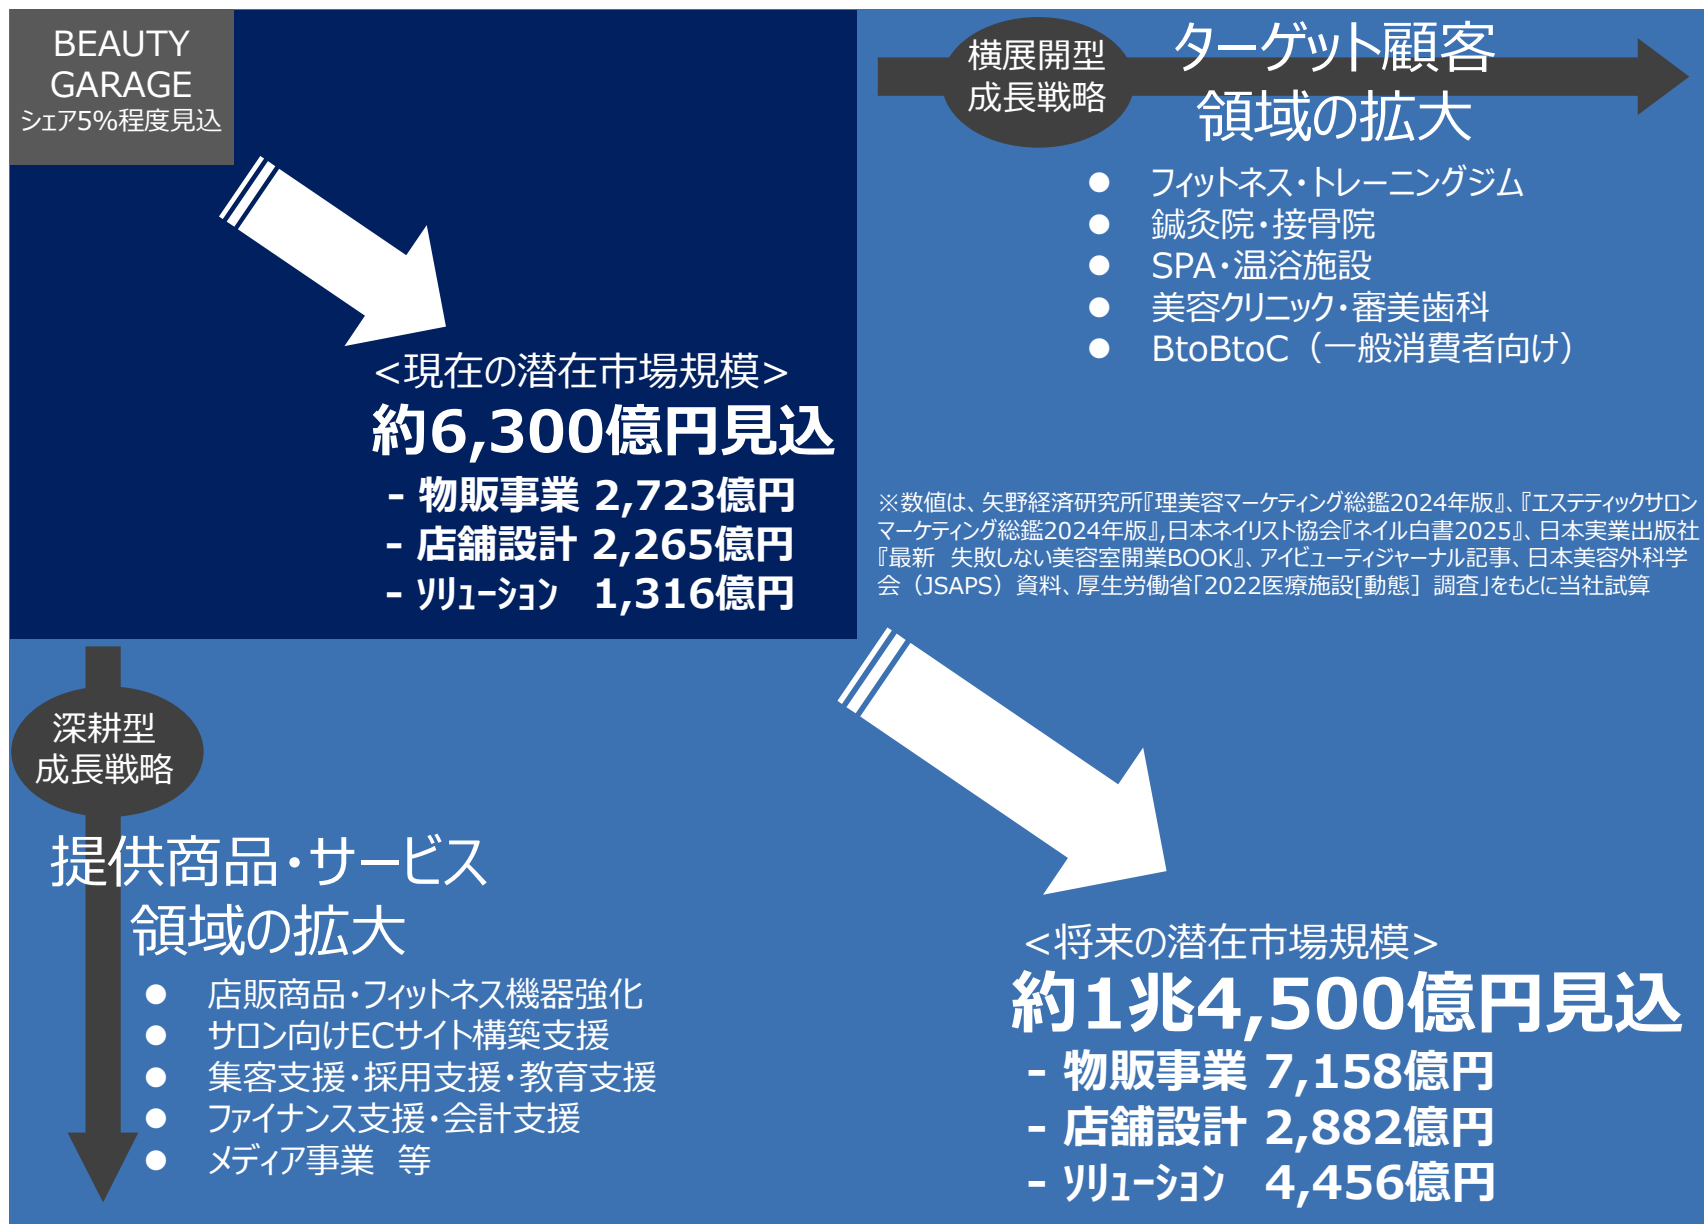 BEAUTY
GARAGE
シェア5%程度見込
<現在の潜在市場規模>
約6,300億円見込
- 物販事業 2,723億円
- 店舗設計 2,265億円
- ソリューション 1,316億円
横展開型
成長戦略
ターゲット顧客
領域の拡大
● フィットネス・トレーニングジム
● 鍼灸院・接骨院
● SPA・温浴施設
● 美容クリニック・審美歯科
● BtoBtoC（一般消費者向け）
※数値は、矢野経済研究所『理美容マーケティング総鑑2024年版』、『エステティックサロン
マーケティング総鑑2024年版』,日本ネイリスト協会『ネイル白書2025』、日本実業出版社
『最新　失敗しない美容室開業BOOK』、アイビューティジャーナル記事、日本美容外科学
会（JSAPS）資料、厚生労働省「2022医療施設[動態］調査」をもとに当社試算
深耕型
成長戦略
提供商品・サービス
領域の拡大
● 店販商品・フィットネス機器強化
● サロン向けECサイト構築支援
● 集客支援・採用支援・教育支援
● ファイナンス支援・会計支援
● メディア事業　等
<将来の潜在市場規模>
約1兆4,500億円見込
- 物販事業 7,158億円
- 店舗設計 2,882億円
- ソリューション 4,456億円